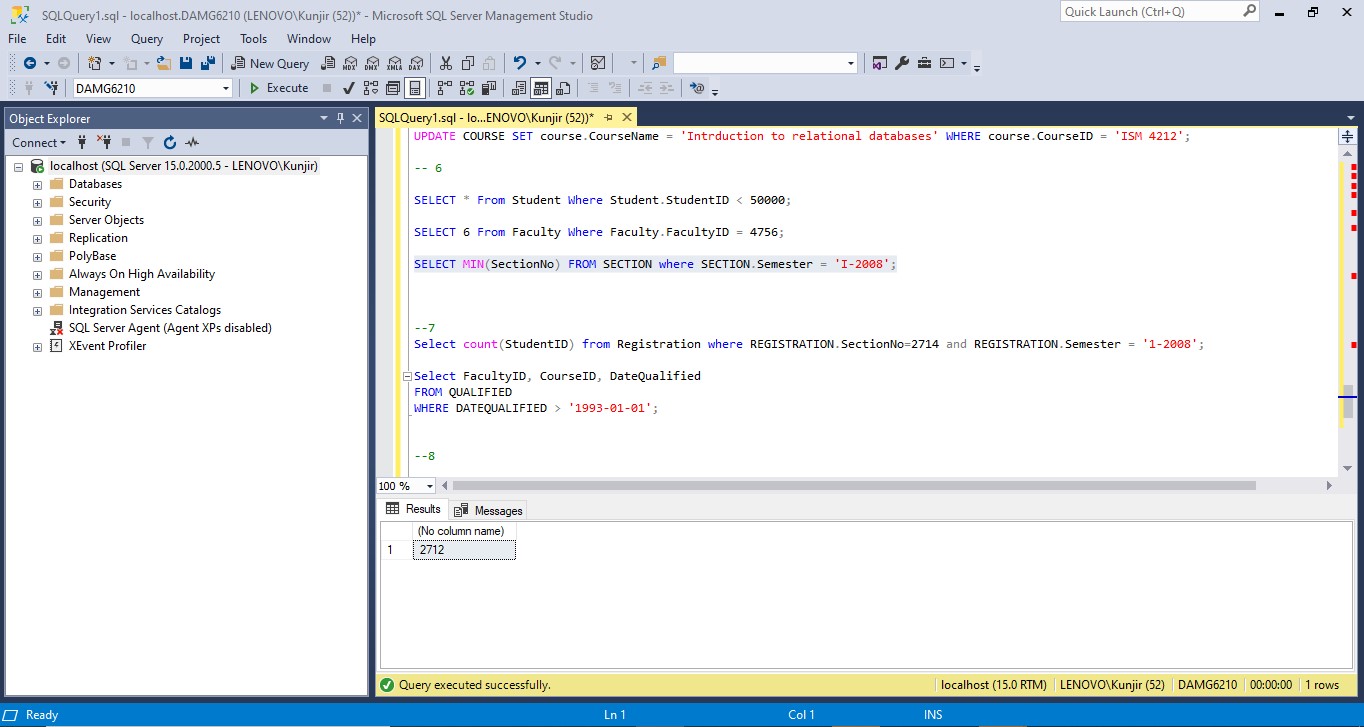 SQLQuery1.sql - localhost.DAMG6210 (LENOVO\Kunjir (52))* - Microsoft SQL Server Management Studio
Quick Launch (Ctrl+Q)
File Edit View Query Project Tools Window Help
New Query MDX DMX XMLA DAX
DAMG6210 Execute
Object Explorer
SQLQuery1.sql - lo...ENOVO\Kunjir (52))*
Connect
localhost (SQL Server 15.0.2000.5 - LENOVO\Kunjir)
Databases
Security
Server Objects
Replication
PolyBase
Always On High Availability
Management
Integration Services Catalogs
SQL Server Agent (Agent XPs disabled)
XEvent Profiler
UPDATE COURSE SET course.CourseName = 'Intrduction to relational databases' WHERE course.CourseID = 'ISM 4212';
-- 6
SELECT * From Student Where Student.StudentID < 50000;
SELECT 6 From Faculty Where Faculty.FacultyID = 4756;
SELECT MIN(SectionNo) FROM SECTION where SECTION.Semester = 'I-2008';
--7
Select count(StudentID) from Registration where REGISTRATION.SectionNo=2714 and REGISTRATION.Semester = '1-2008';
Select FacultyID, CourseID, DateQualified
FROM QUALIFIED
WHERE DATEQUALIFIED > '1993-01-01';
--8
100 %
Results Messages
(No column name)
1 2712
Query executed successfully. localhost (15.0 RTM) LENOVO\Kunjir (52) DAMG6210 00:00:00 1 rows
Ready Ln 1 Col 1 INS